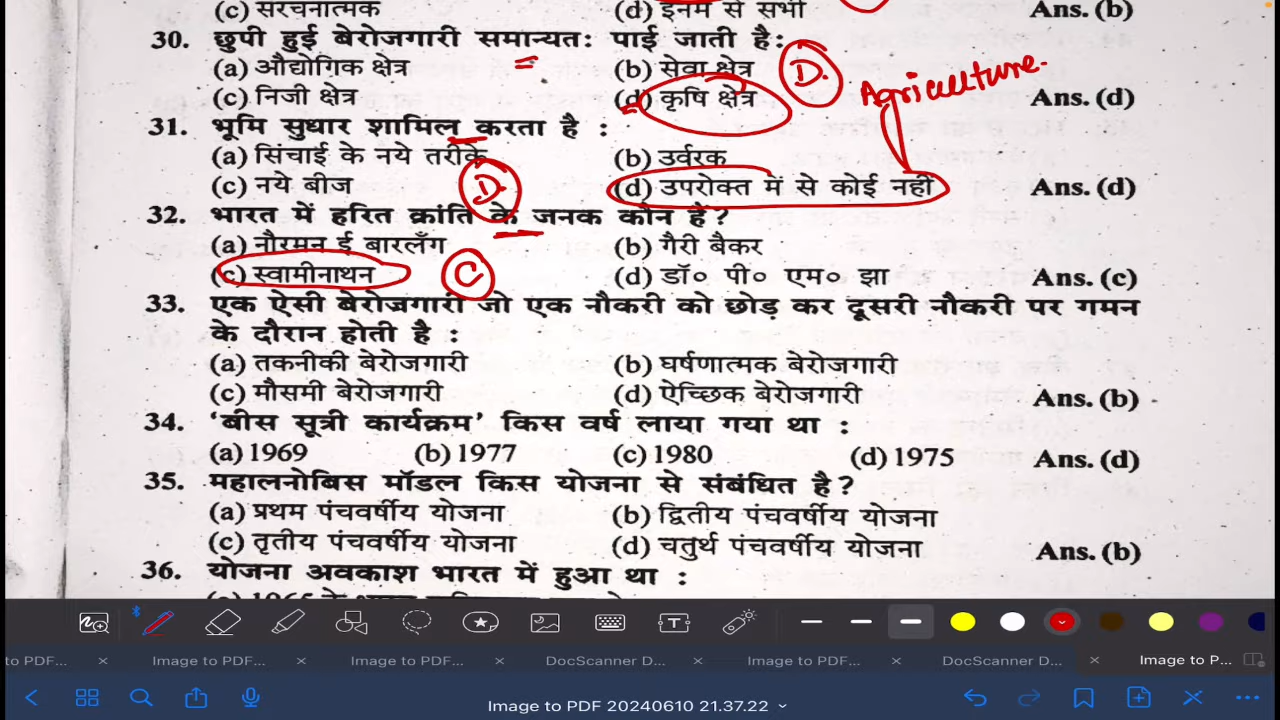 (c) संरचनात्मक (d) इनमें से सभी Ans. (b)
30. छुपी हुई बेरोजगारी समान्यतः पाई जाती है:
(a) औद्योगिक क्षेत्र (b) सेवा क्षेत्र D. Agriculture.
(c) निजी क्षेत्र (d) कृषि क्षेत्र Ans. (d)
31. भूमि सुधार शामिल करता है :
(a) सिंचाई के नये तरीके (b) उर्वरक
(c) नये बीज D. (d) उपरोक्त में से कोई नहीं Ans. (d)
32. भारत में हरित क्रांति के जनक कौन हैं?
(a) नौरमन ई बारलँग (b) गैरी बैकर
(c) स्वामीनाथन C (d) डॉ० पी० एम० झा Ans. (c)
33. एक ऐसी बेरोजगारी जो एक नौकरी को छोड़ कर दूसरी नौकरी पर गमन
के दौरान होती है :
(a) तकनीकी बेरोजगारी (b) घर्षणात्मक बेरोजगारी
(c) मौसमी बेरोजगारी (d) ऐच्छिक बेरोजगारी Ans. (b)
34. ‘बीस सूत्री कार्यक्रम’ किस वर्ष लाया गया था :
(a) 1969 (b) 1977 (c) 1980 (d) 1975 Ans. (d)
35. महालनोबिस मॉडल किस योजना से संबंधित है?
(a) प्रथम पंचवर्षीय योजना (b) द्वितीय पंचवर्षीय योजना
(c) तृतीय पंचवर्षीय योजना (d) चतुर्थ पंचवर्षीय योजना Ans. (b)
36. योजना अवकाश भारत में हुआ था :
to PDF... Image to PDF... Image to PDF... DocScanner D... Image to PDF... DocScanner D... Image to P...
Image to PDF 20240610 21.37.22